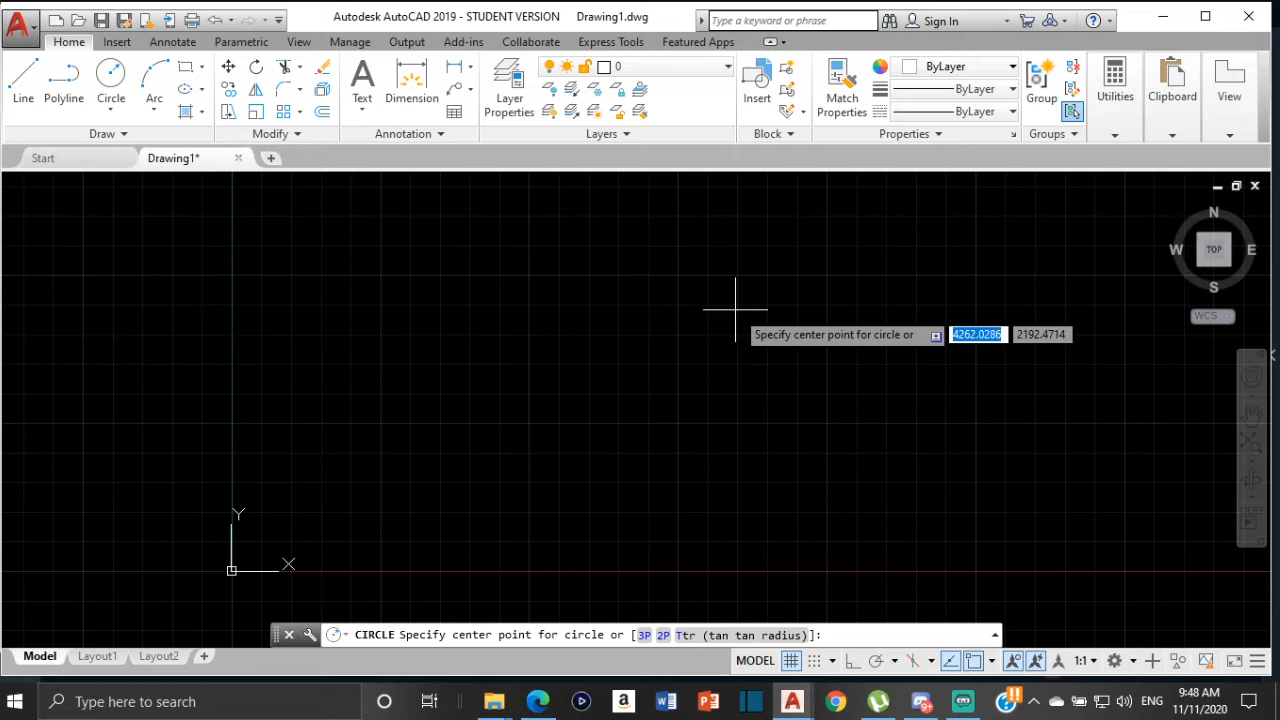 Autodesk AutoCAD 2019 - STUDENT VERSION Drawing1.dwg
Type a keyword or phrase
Sign In
Home Insert Annotate Parametric View Manage Output Add-ins Collaborate Express Tools Featured Apps
Line Polyline Circle Arc
Text Dimension
Layer Properties
0
Insert
Match Properties
ByLayer
ByLayer
ByLayer
Group
Utilities
Clipboard
View
Draw Modify Annotation Layers Block Properties Groups
Start Drawing1*
N
W TOP E
S
WCS
Specify center point for circle or 4262.0286 2192.4714
Y
X
CIRCLE Specify center point for circle or [3P 2P Ttr (tan tan radius)]:
Model Layout1 Layout2
MODEL 1:1
Type here to search
ENG
9:48 AM
11/11/2020